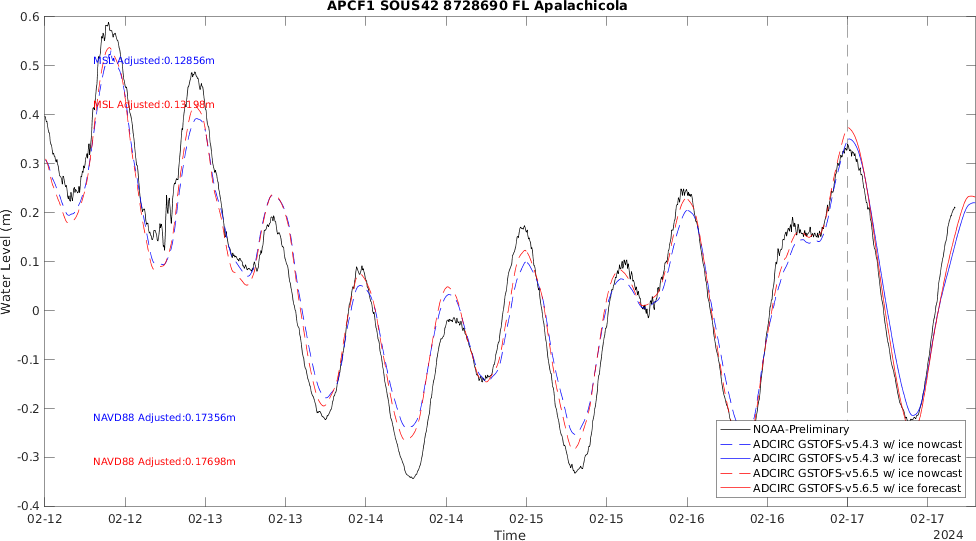 APCF1 SOUS42 8728690 FL Apalachicola
Water Level (m)
0.6
0.5
0.4
0.3
0.2
0.1
0
-0.1
-0.2
-0.3
-0.4
MSL Adjusted:0.12856m
MSL Adjusted:0.13198m
NAVD88 Adjusted:0.17356m
NAVD88 Adjusted:0.17698m
NOAA-Preliminary
ADCIRC GSTOFS-v5.4.3 w/ ice nowcast
ADCIRC GSTOFS-v5.4.3 w/ ice forecast
ADCIRC GSTOFS-v5.6.5 w/ ice nowcast
ADCIRC GSTOFS-v5.6.5 w/ ice forecast
02-12 02-12 02-13 02-13 02-14 02-14 02-15 02-15 02-16 02-16 02-17 02-17
Time
2024